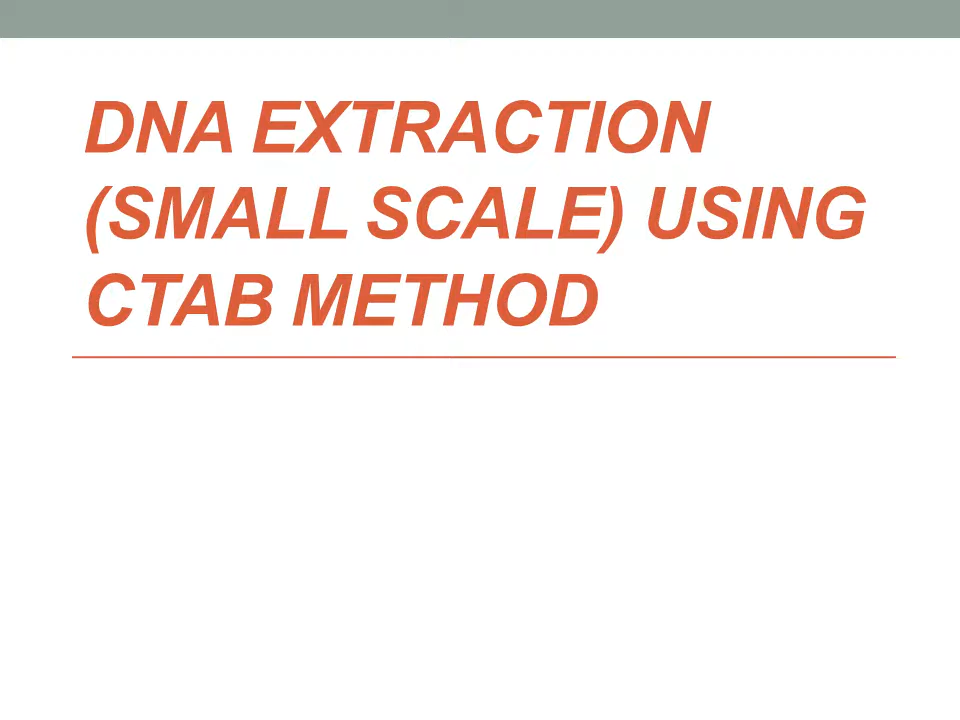 DNA EXTRACTION
(SMALL SCALE) USING
CTAB METHOD